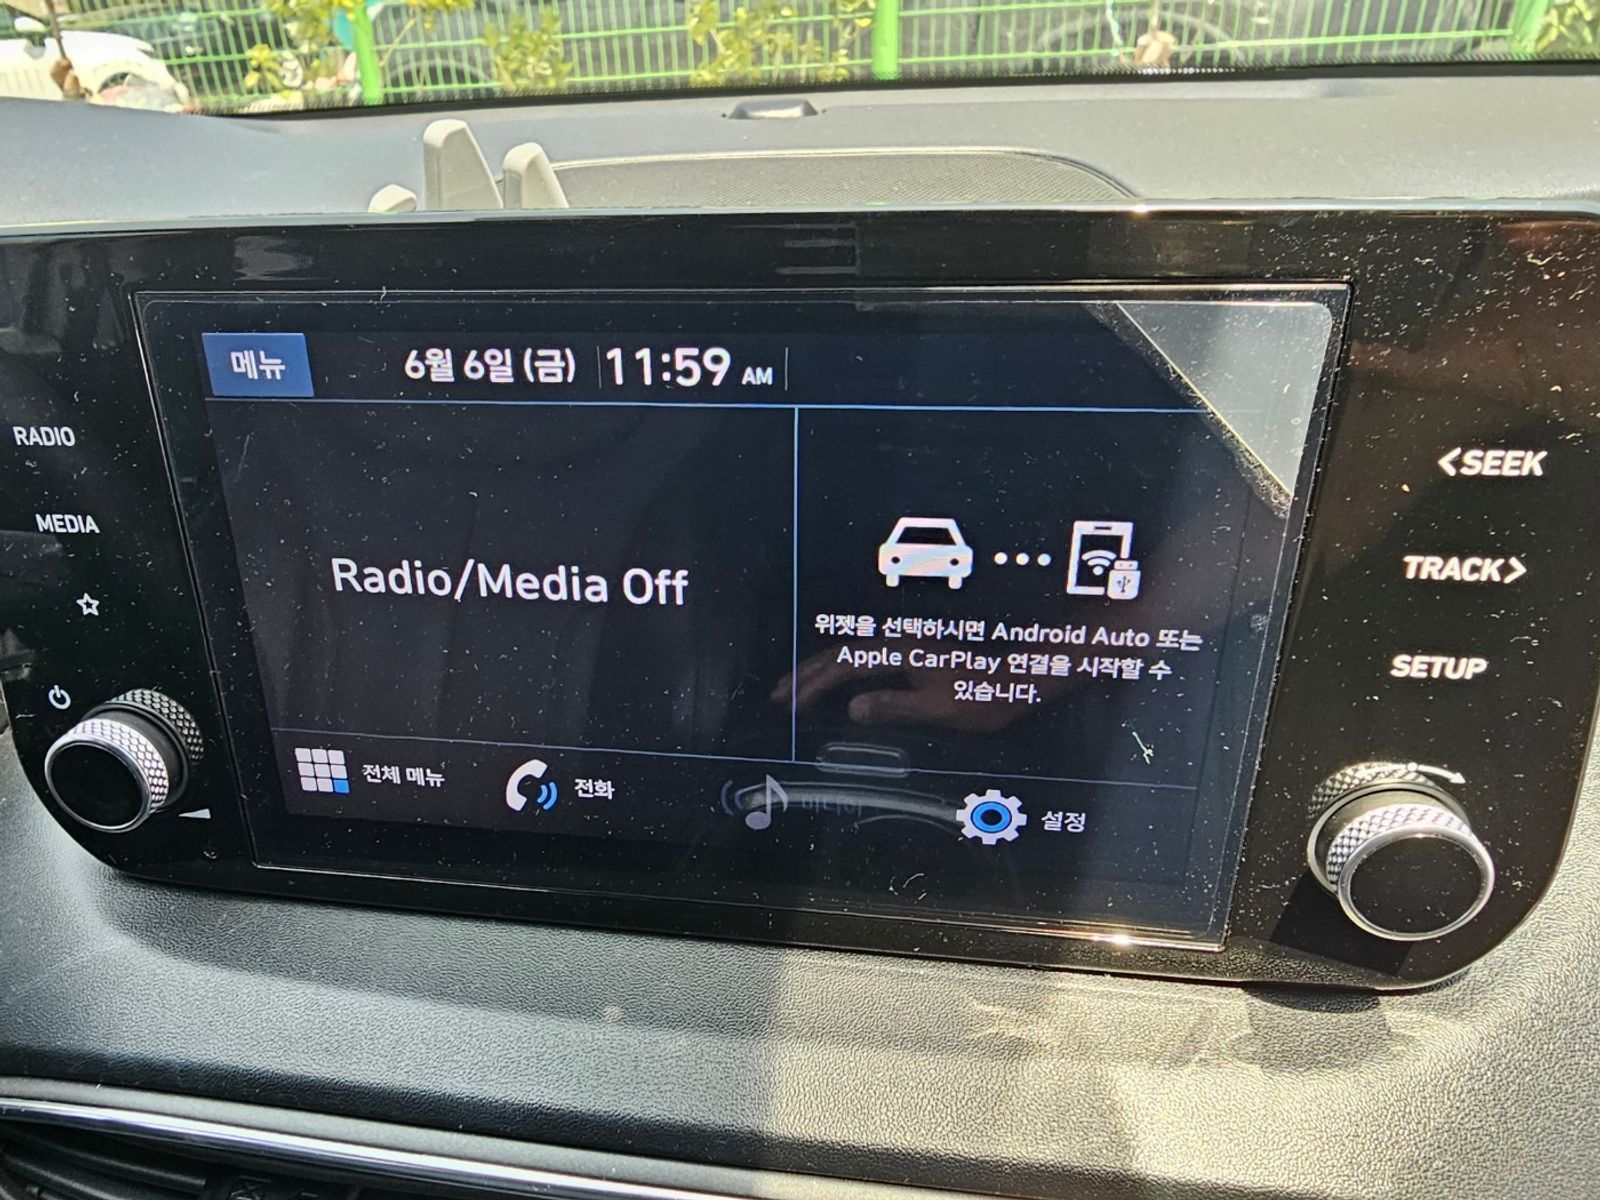 메뉴
6월 6일 (금) 11:59 AM
RADIO
MEDIA
Radio/Media Off
위젯을 선택하시면 Android Auto 또는
Apple CarPlay 연결을 시작할 수
있습니다.
전체 메뉴
전화
설정
<SEEK
TRACK>
SETUP